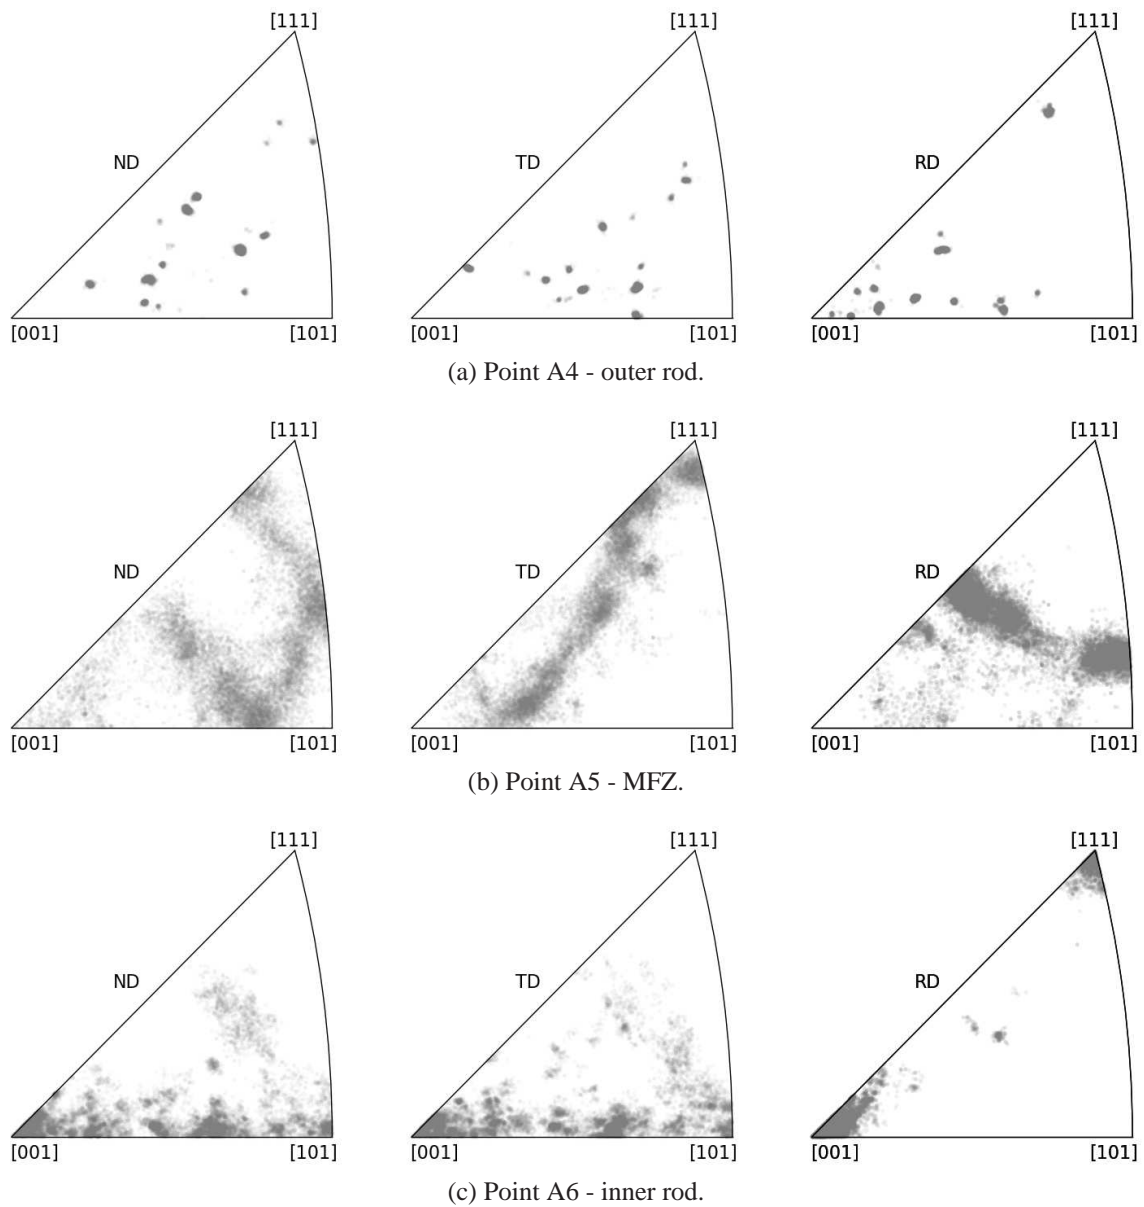 [111] [111] [111]
ND TD RD
[001] [101] [001] [101] [001] [101]
(a) Point A4 - outer rod.
[111] [111] [111]
ND TD RD
[001] [101] [001] [101] [001] [101]
(b) Point A5 - MFZ.
[111] [111] [111]
ND TD RD
[001] [101] [001] [101] [001] [101]
(c) Point A6 - inner rod.